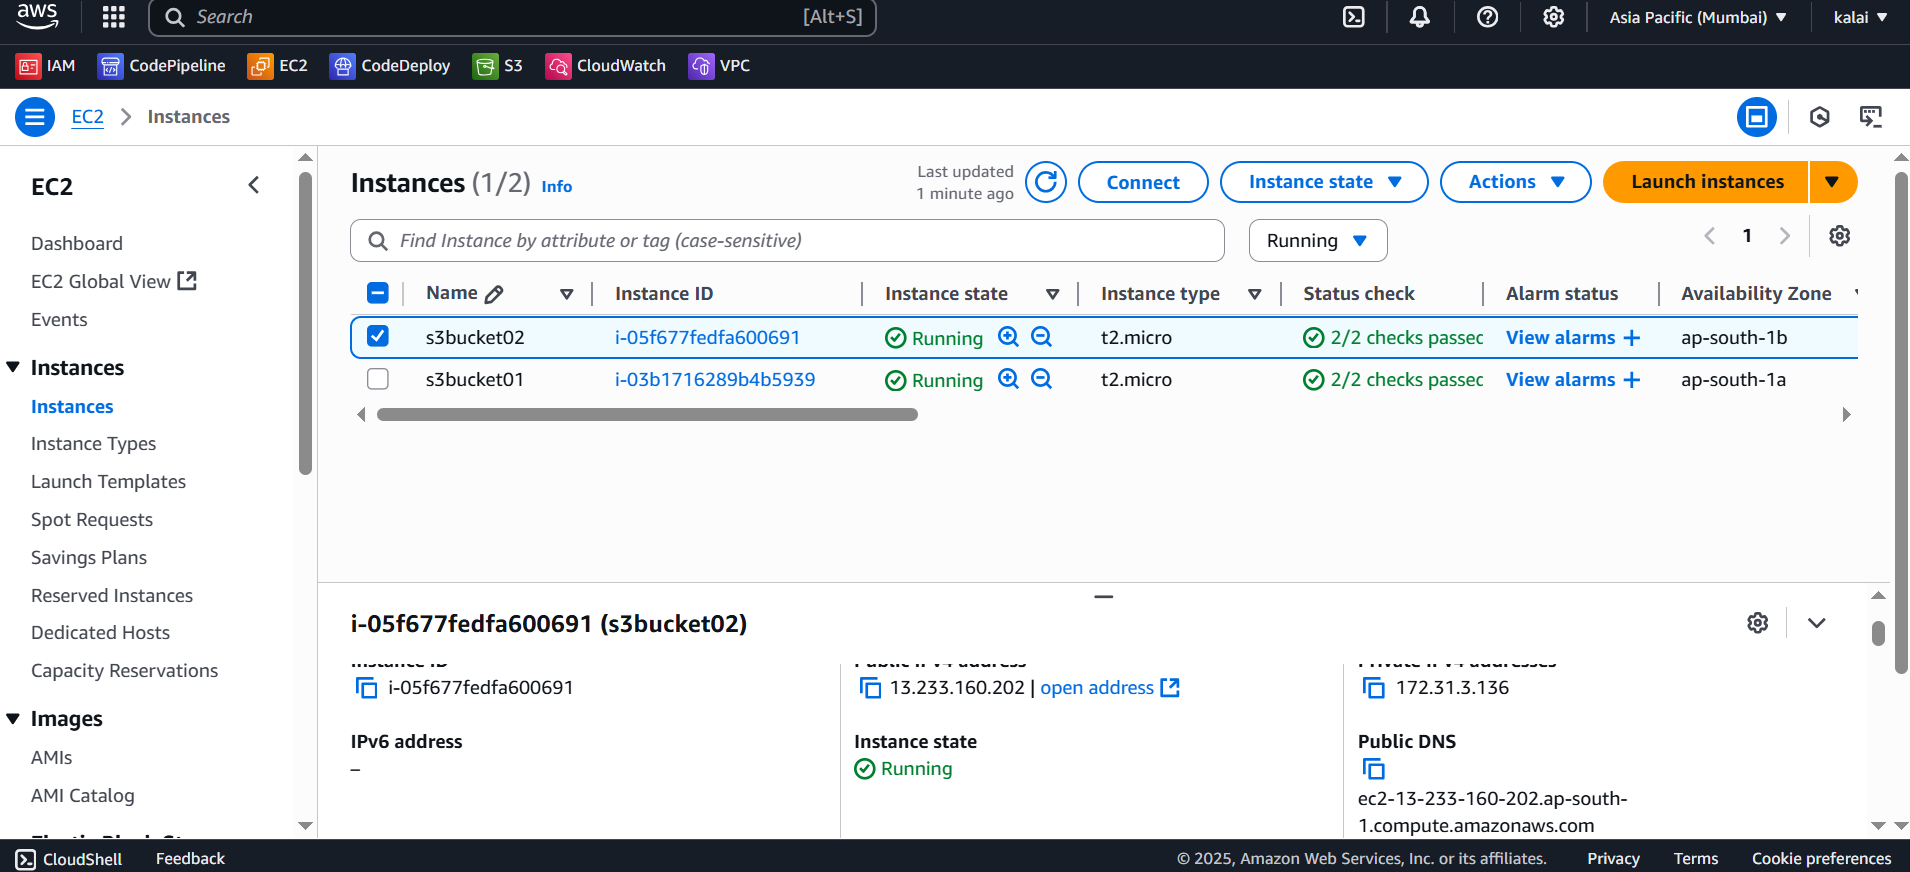 aws
Search [Alt+S]
Asia Pacific (Mumbai)
kalai
IAM CodePipeline EC2 CodeDeploy S3 CloudWatch VPC
EC2 Instances
EC2
Dashboard
EC2 Global View
Events
Instances
Instances
Instance Types
Launch Templates
Spot Requests
Savings Plans
Reserved Instances
Dedicated Hosts
Capacity Reservations
Images
AMIs
AMI Catalog
Instances (1/2) Info
Last updated
1 minute ago
Connect
Instance state
Actions
Launch instances
Find Instance by attribute or tag (case-sensitive)
Running
1
Name Instance ID Instance state Instance type Status check Alarm status Availability Zone
s3bucket02 i-05f677fedfa600691 Running t2.micro 2/2 checks passec View alarms + ap-south-1b
s3bucket01 i-03b1716289b4b5939 Running t2.micro 2/2 checks passec View alarms + ap-south-1a
i-05f677fedfa600691 (s3bucket02)
Instance ID
i-05f677fedfa600691
IPv6 address
–
Public IPv4 address
13.233.160.202 | open address
Instance state
Running
Private IPv4 addresses
172.31.3.136
Public DNS
ec2-13-233-160-202.ap-south-
1.compute.amazonaws.com
CloudShell Feedback
© 2025, Amazon Web Services, Inc. or its affiliates. Privacy Terms Cookie preferences